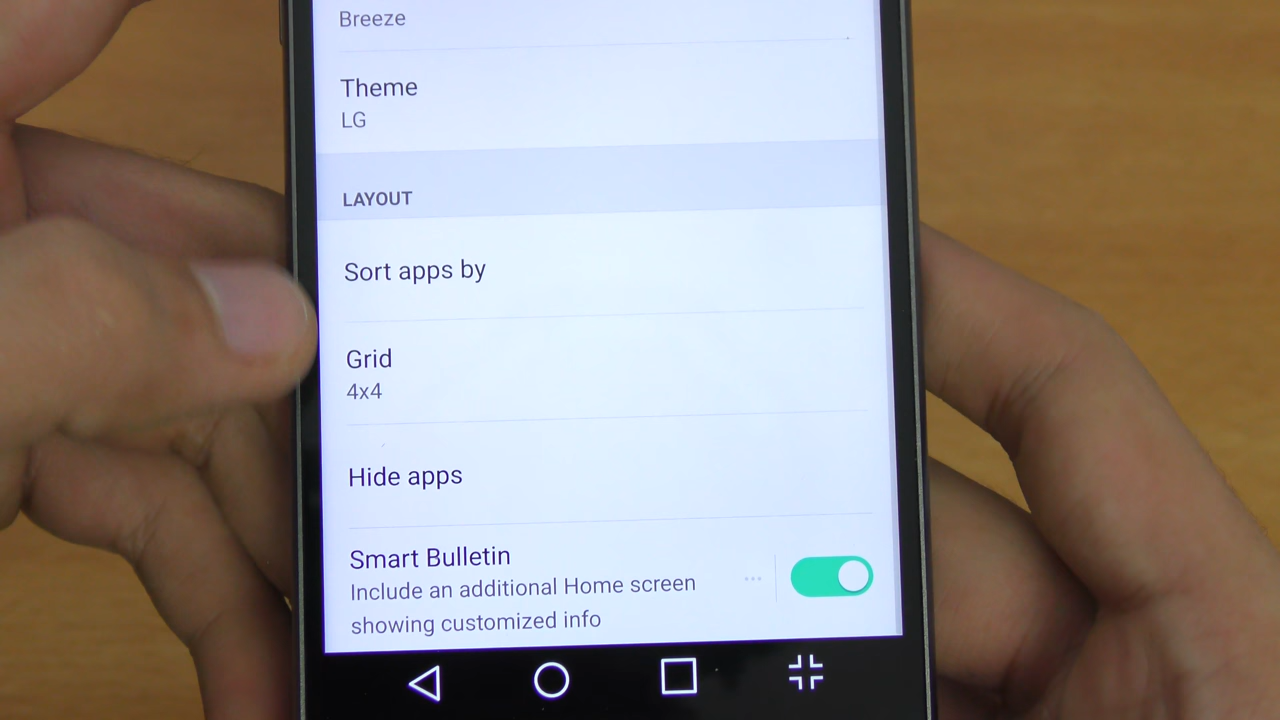 Breeze
Theme
LG
LAYOUT
Sort apps by
Grid
4x4
Hide apps
Smart Bulletin
Include an additional Home screen
showing customized info